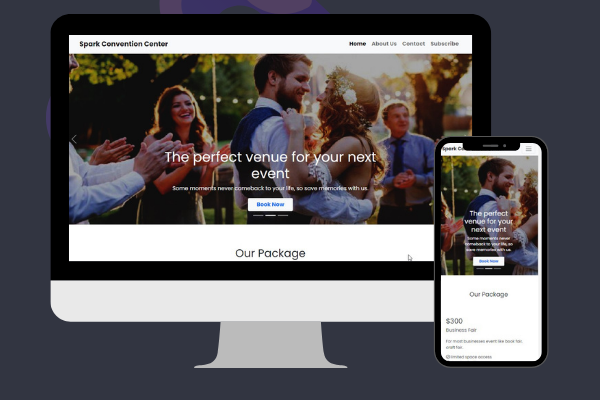 Spark Convention Center
Home About Us Contact Subscribe
The perfect venue for your next
event
Some moments never comeback to your life, so save memories with us.
Book Now
Our Package
Spark Co
The perfect
venue for your
next event
Some moments never
comeback to your life, so
save memories with us.
Book Now
Our Package
$300
Business Fair
For most businesses event like book fair,
craft fair.
limited space access